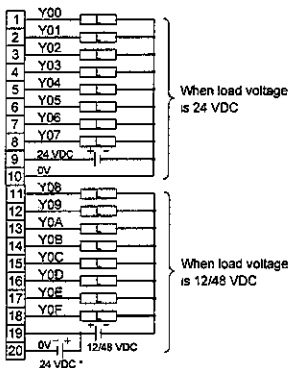 1 Y00 L
2 Y01 L
3 Y02 L
4 Y03 L
5 Y04 L
6 Y05 L
7 Y06 L
8 Y07 L
When load voltage
is 24 VDC
9 24 VDC - +
10 0V
11 Y08 L
12 Y09 L
13 Y0A L
14 Y0B L
15 Y0C L
16 Y0D L
17 Y0E L
18 Y0F L
When load voltage
is 12/48 VDC
19 + - 12/48 VDC
20 0V - +
24 VDC *